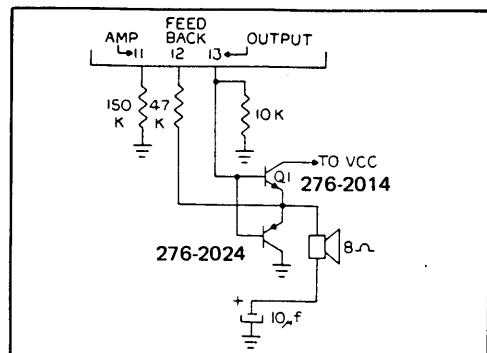 FEED
AMP BACK OUTPUT
11 12 13
150
K
47
K
10K
TO VCC
Q1
276-2014
276-2024
8Ω
+
10µf